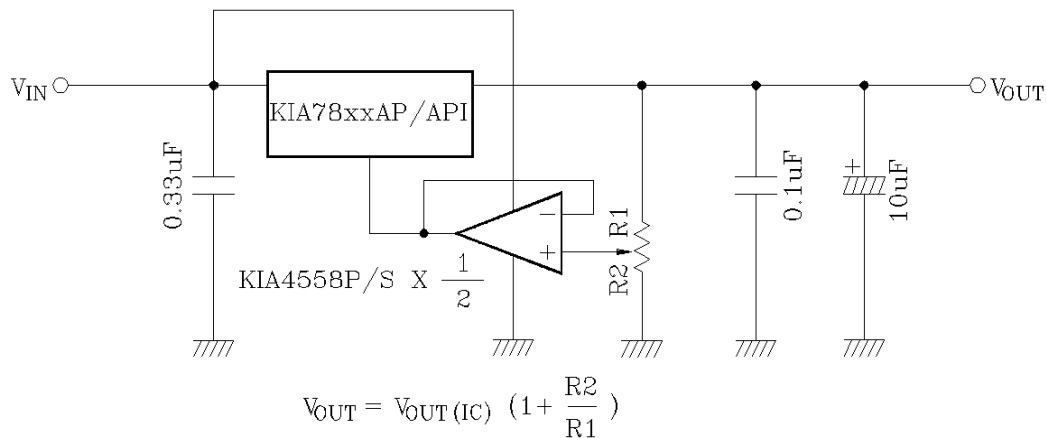 VIN
KIA78xxAP/API
VOUT
0.33uF
0.1uF
+
10uF
−
+
R1
R2
KIA4558P/S X 1/2
VOUT = VOUT(IC) (1+ R2/R1)